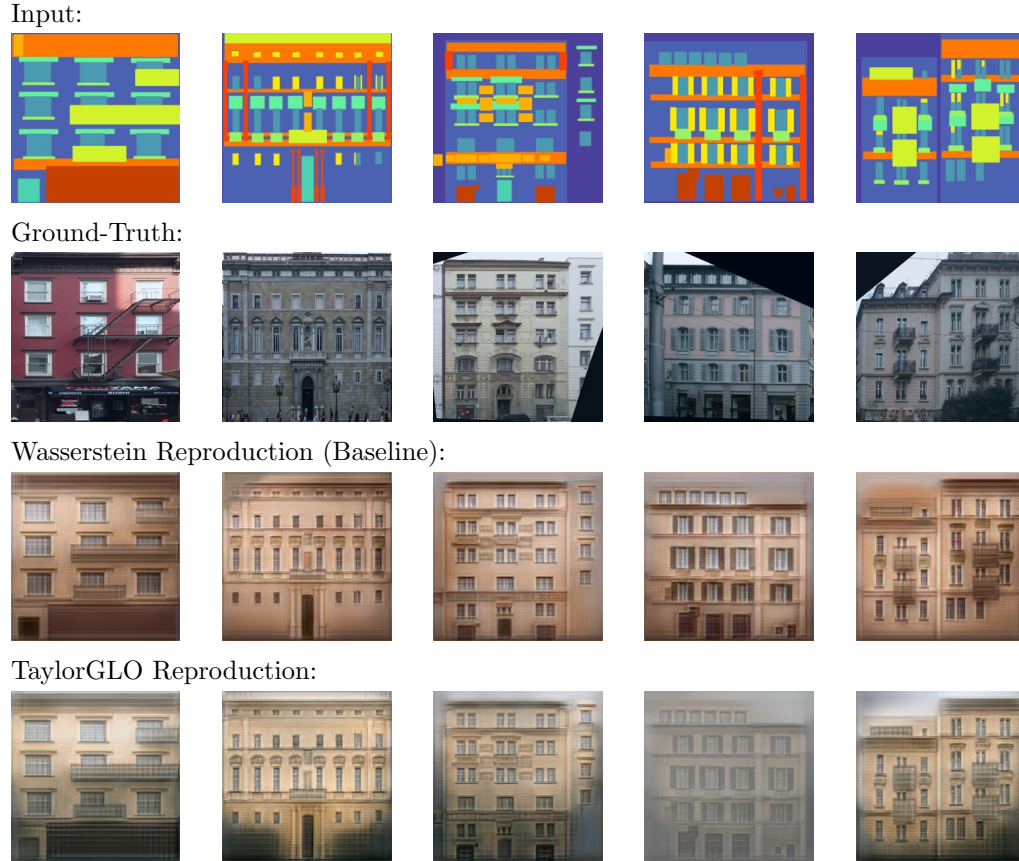 Input:
Ground-Truth:
Wasserstein Reproduction (Baseline):
TaylorGLO Reproduction: